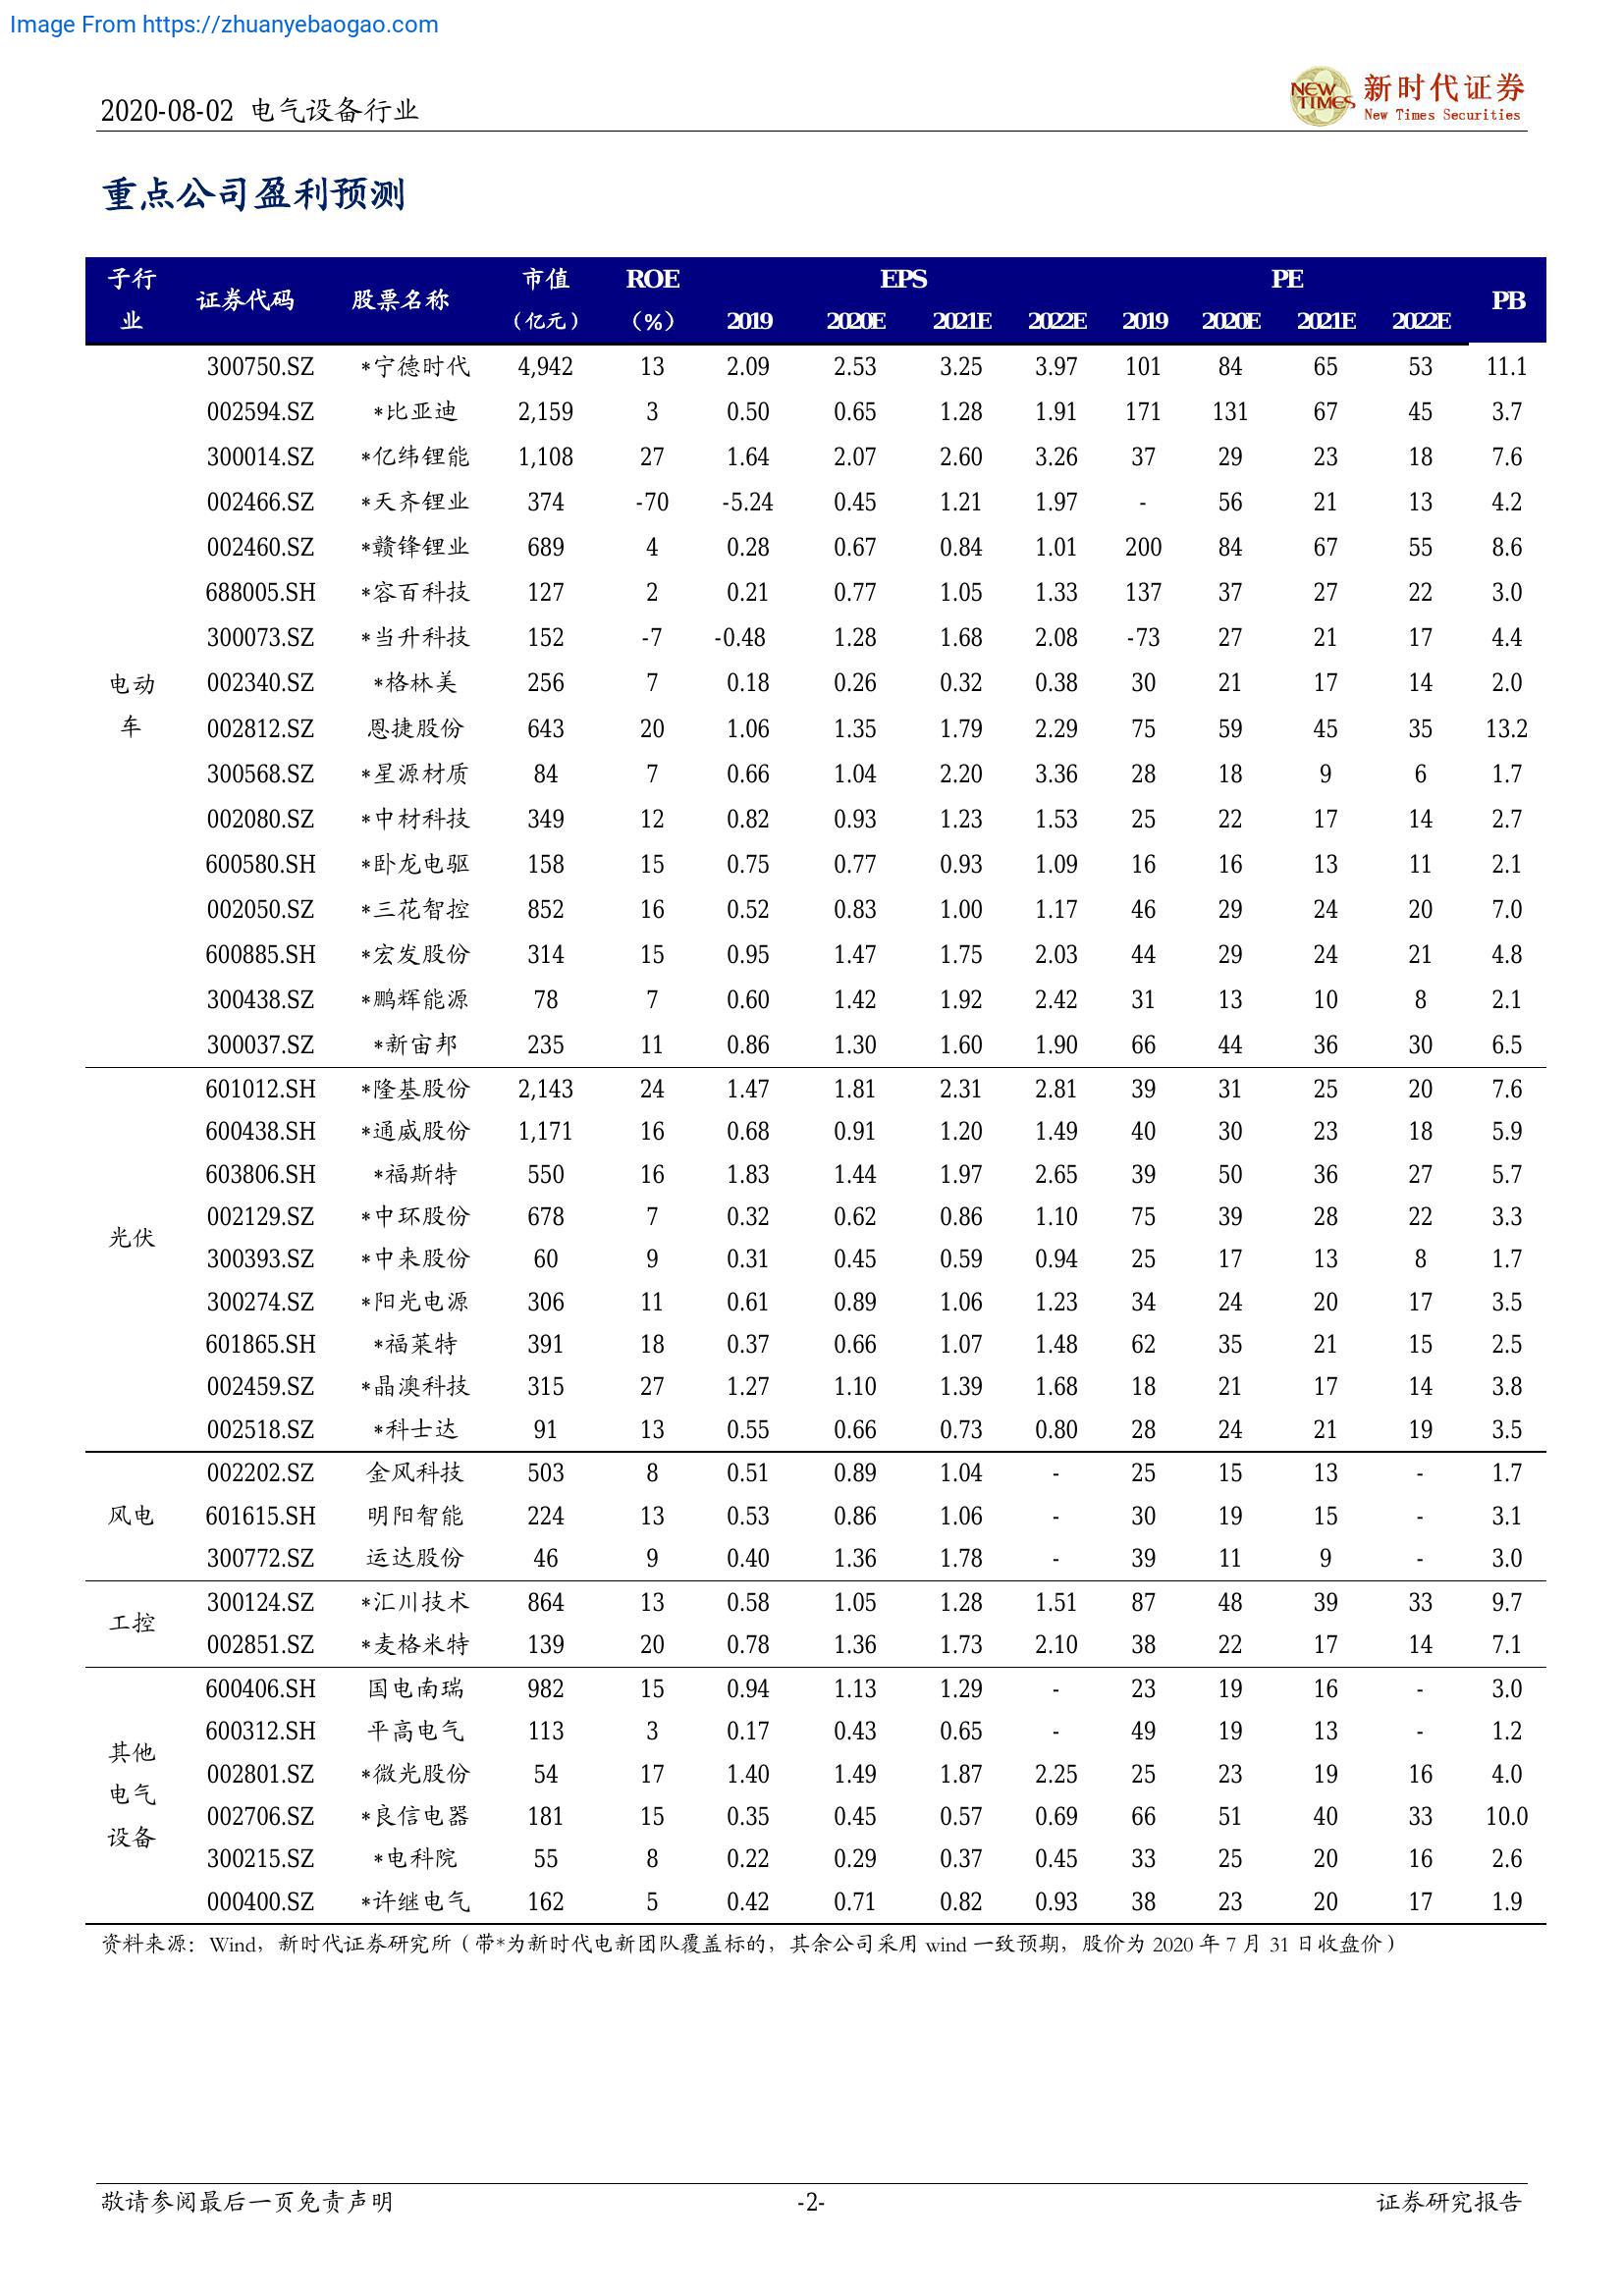 Image From https://zhuanyebaogao.com
2020-08-02 电气设备行业
NEW TIMES 新时代证券
New Times Securities
重点公司盈利预测
子行业 证券代码 股票名称 市值（亿元） ROE（%） EPS PE PB
2019 2020E 2021E 2022E 2019 2020E 2021E 2022E
电动车
300750.SZ *宁德时代 4,942 13 2.09 2.53 3.25 3.97 101 84 65 53 11.1
002594.SZ *比亚迪 2,159 3 0.50 0.65 1.28 1.91 171 131 67 45 3.7
300014.SZ *亿纬锂能 1,108 27 1.64 2.07 2.60 3.26 37 29 23 18 7.6
002466.SZ *天齐锂业 374 -70 -5.24 0.45 1.21 1.97 - 56 21 13 4.2
002460.SZ *赣锋锂业 689 4 0.28 0.67 0.84 1.01 200 84 67 55 8.6
688005.SH *容百科技 127 2 0.21 0.77 1.05 1.33 137 37 27 22 3.0
300073.SZ *当升科技 152 -7 -0.48 1.28 1.68 2.08 -73 27 21 17 4.4
002340.SZ *格林美 256 7 0.18 0.26 0.32 0.38 30 21 17 14 2.0
002812.SZ 恩捷股份 643 20 1.06 1.35 1.79 2.29 75 59 45 35 13.2
300568.SZ *星源材质 84 7 0.66 1.04 2.20 3.36 28 18 9 6 1.7
002080.SZ *中材科技 349 12 0.82 0.93 1.23 1.53 25 22 17 14 2.7
600580.SH *卧龙电驱 158 15 0.75 0.77 0.93 1.09 16 16 13 11 2.1
002050.SZ *三花智控 852 16 0.52 0.83 1.00 1.17 46 29 24 20 7.0
600885.SH *宏发股份 314 15 0.95 1.47 1.75 2.03 44 29 24 21 4.8
300438.SZ *鹏辉能源 78 7 0.60 1.42 1.92 2.42 31 13 10 8 2.1
300037.SZ *新宙邦 235 11 0.86 1.30 1.60 1.90 66 44 36 30 6.5
光伏
601012.SH *隆基股份 2,143 24 1.47 1.81 2.31 2.81 39 31 25 20 7.6
600438.SH *通威股份 1,171 16 0.68 0.91 1.20 1.49 40 30 23 18 5.9
603806.SH *福斯特 550 16 1.83 1.44 1.97 2.65 39 50 36 27 5.7
002129.SZ *中环股份 678 7 0.32 0.62 0.86 1.10 75 39 28 22 3.3
300393.SZ *中来股份 60 9 0.31 0.45 0.59 0.94 25 17 13 8 1.7
300274.SZ *阳光电源 306 11 0.61 0.89 1.06 1.23 34 24 20 17 3.5
601865.SH *福莱特 391 18 0.37 0.66 1.07 1.48 62 35 21 15 2.5
002459.SZ *晶澳科技 315 27 1.27 1.10 1.39 1.68 18 21 17 14 3.8
002518.SZ *科士达 91 13 0.55 0.66 0.73 0.80 28 24 21 19 3.5
风电
002202.SZ 金风科技 503 8 0.51 0.89 1.04 - 25 15 13 - 1.7
601615.SH 明阳智能 224 13 0.53 0.86 1.06 - 30 19 15 - 3.1
300772.SZ 运达股份 46 9 0.40 1.36 1.78 - 39 11 9 - 3.0
工控
300124.SZ *汇川技术 864 13 0.58 1.05 1.28 1.51 87 48 39 33 9.7
002851.SZ *麦格米特 139 20 0.78 1.36 1.73 2.10 38 22 17 14 7.1
其他电气设备
600406.SH 国电南瑞 982 15 0.94 1.13 1.29 - 23 19 16 - 3.0
600312.SH 平高电气 113 3 0.17 0.43 0.65 - 49 19 13 - 1.2
002801.SZ *微光股份 54 17 1.40 1.49 1.87 2.25 25 23 19 16 4.0
002706.SZ *良信电器 181 15 0.35 0.45 0.57 0.69 66 51 40 33 10.0
300215.SZ *电科院 55 8 0.22 0.29 0.37 0.45 33 25 20 16 2.6
000400.SZ *许继电气 162 5 0.42 0.71 0.82 0.93 38 23 20 17 1.9
资料来源：Wind，新时代证券研究所（带*为新时代电新团队覆盖标的，其余公司采用 wind 一致预期，股价为 2020 年 7 月 31 日收盘价）
敬请参阅最后一页免责声明 -2- 证券研究报告